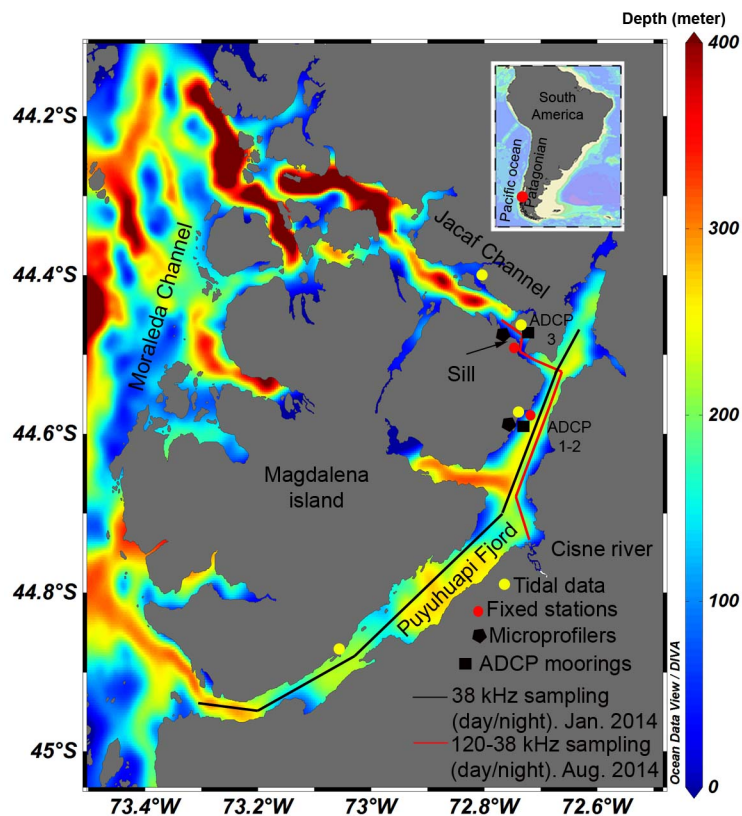 Depth (meter)
400
300
200
100
0
44.2°S
44.4°S
44.6°S
44.8°S
45°S
73.4°W
73.2°W
73°W
72.8°W
72.6°W
South
America
Pacific ocean
Patagonian
Moraleda Channel
Jacaf Channel
ADCP
3
Sill
ADCP
1-2
Magdalena
island
Puyuhuapi Fjord
Cisne river
Tidal data
Fixed stations
Microprofilers
ADCP moorings
38 kHz sampling
(day/night). Jan. 2014
120-38 kHz sampling
(day/night). Aug. 2014
Ocean Data View / DIVA